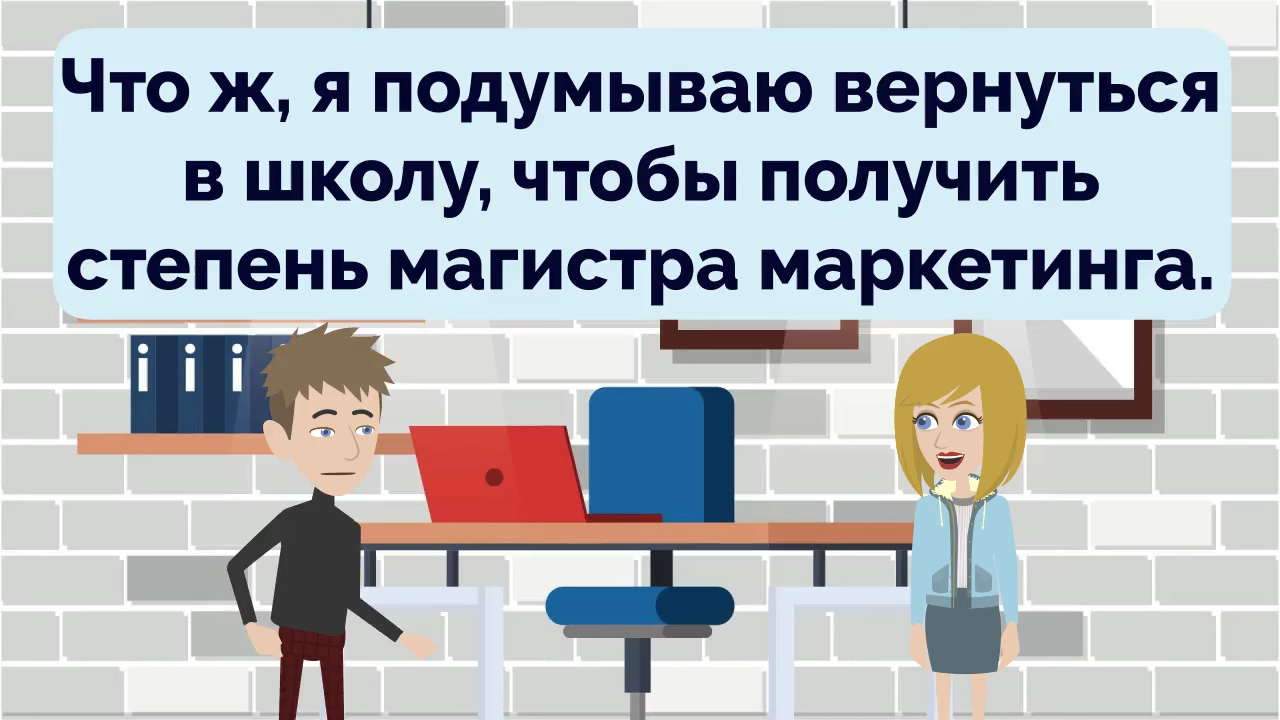 Что ж, я подумываю вернуться
в школу, чтобы получить
степень магистра маркетинга.